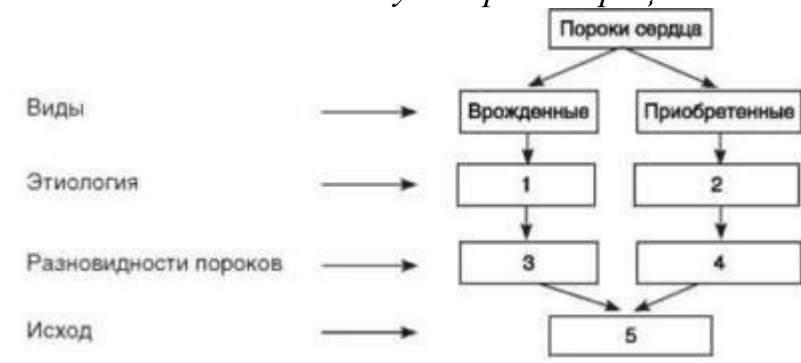 Пороки сердца
Виды
Врожденные
Приобретенные
Этиология
1
2
Разновидности пороков
3
4
Исход
5